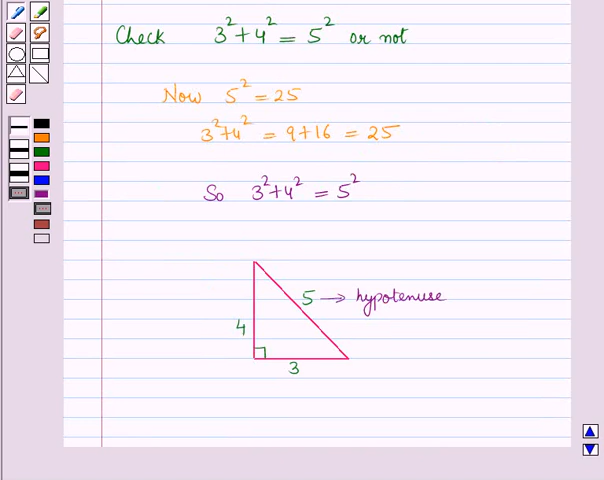 Check 3² + 4² = 5² or not
Now 5² = 25
3² + 4² = 9 + 16 = 25
So 3² + 4² = 5²
5 → hypotenuse
4
3